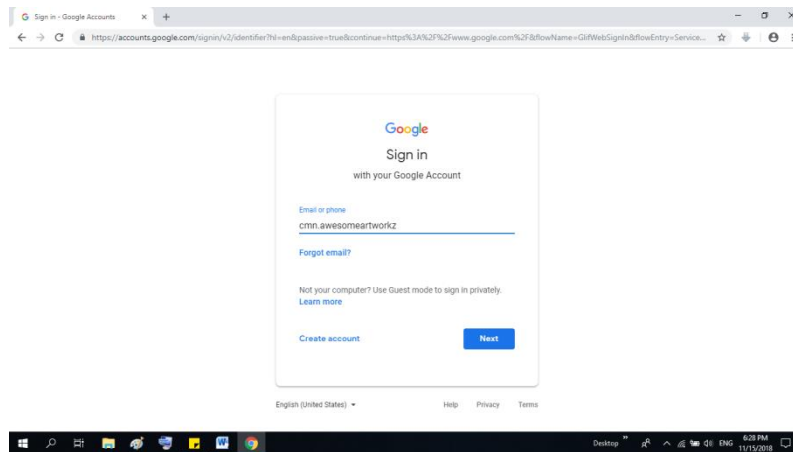 Sign in - Google Accounts
https://accounts.google.com/signin/v2/identifier?hl=en&passive=true&continue=https%3A%2F%2Fwww.google.com%2F&flowName=GlifWebSignIn&flowEntry=Service...
Google
Sign in
with your Google Account
Email or phone
cmn.awesomeartworkz
Forgot email?
Not your computer? Use Guest mode to sign in privately.
Learn more
Create account
Next
English (United States)
Help Privacy Terms
Desktop ENG 6:28 PM
11/15/2018